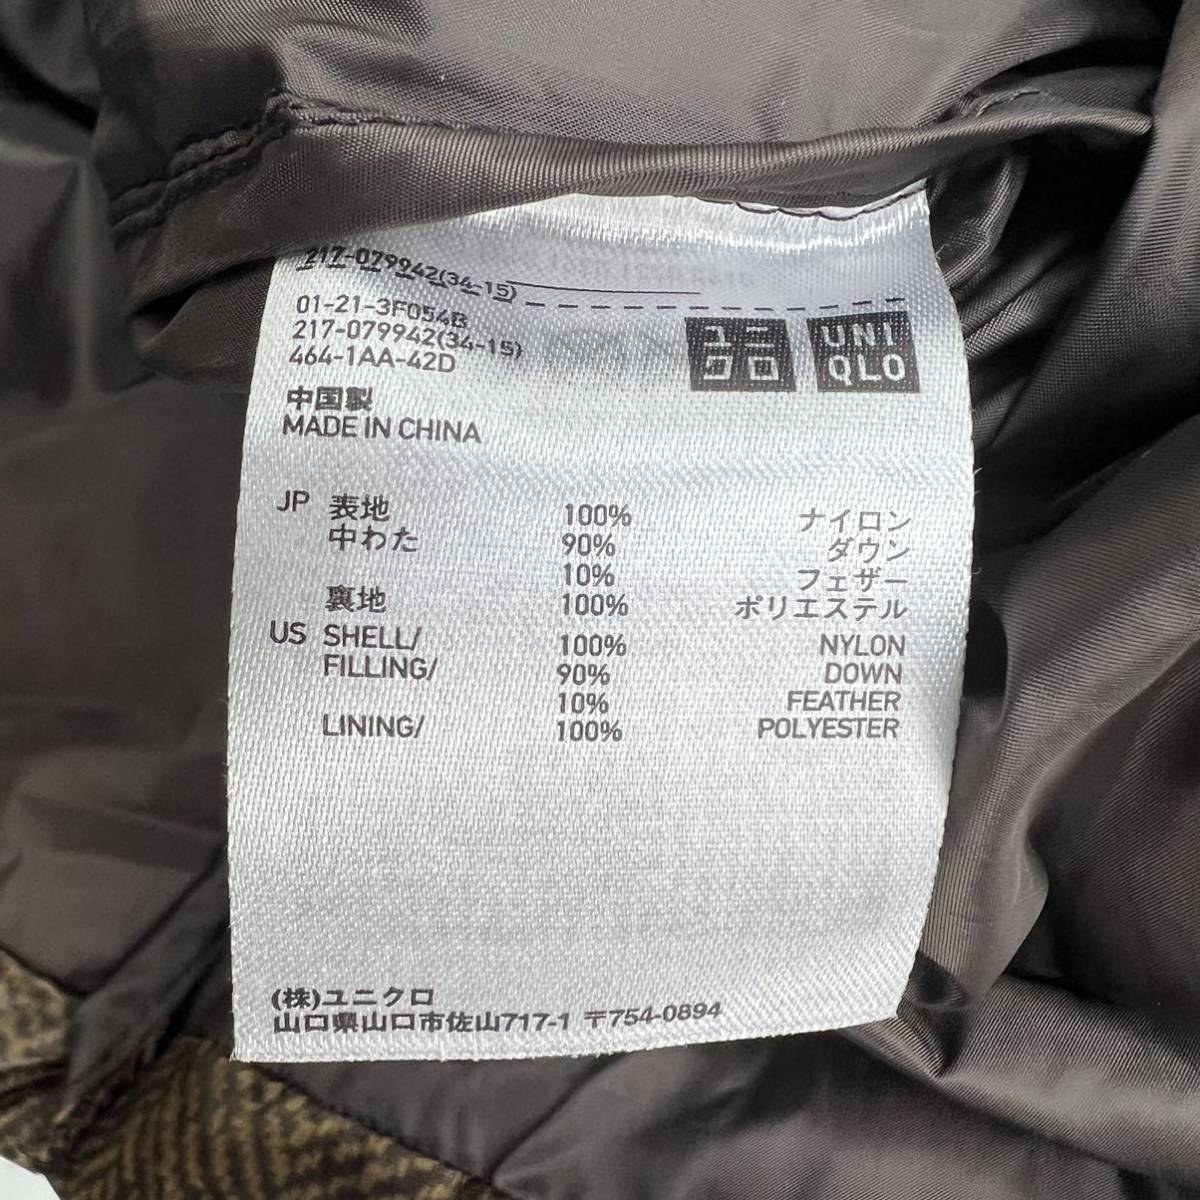 217-079942(34-15)
01-21-3F054B
217-079942(34-15)
464-1AA-42D
ユニ
クロ
UNI
QLO
中国製
MADE IN CHINA
JP 表地 100% ナイロン
中わた 90% ダウン
10% フェザー
裏地 100% ポリエステル
US SHELL/ 100% NYLON
FILLING/ 90% DOWN
10% FEATHER
LINING/ 100% POLYESTER
(株)ユニクロ
山口県山口市佐山717-1 〒754-0894